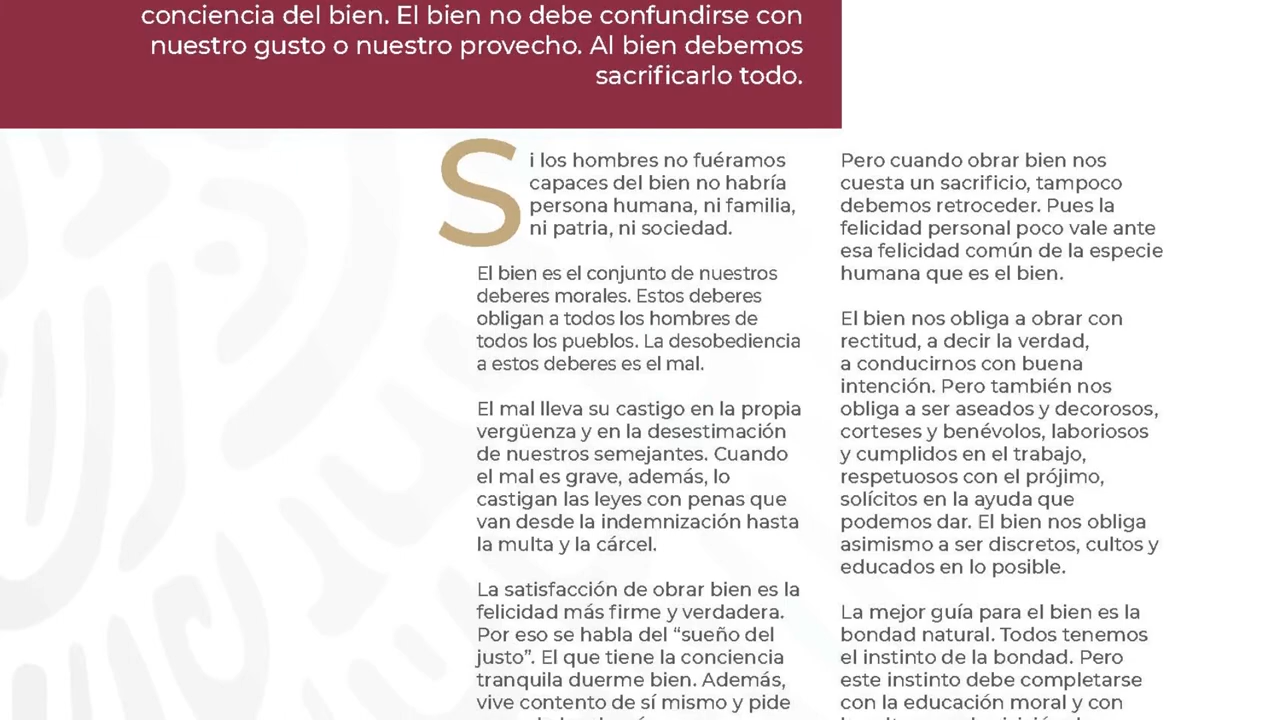 conciencia del bien. El bien no debe confundirse con
nuestro gusto o nuestro provecho. Al bien debemos
sacrificarlo todo.
Si los hombres no fuéramos
capaces del bien no habría
persona humana, ni familia,
ni patria, ni sociedad.
El bien es el conjunto de nuestros
deberes morales. Estos deberes
obligan a todos los hombres de
todos los pueblos. La desobediencia
a estos deberes es el mal.
El mal lleva su castigo en la propia
vergüenza y en la desestimación
de nuestros semejantes. Cuando
el mal es grave, además, lo
castigan las leyes con penas que
van desde la indemnización hasta
la multa y la cárcel.
La satisfacción de obrar bien es la
felicidad más firme y verdadera.
Por eso se habla del “sueño del
justo”. El que tiene la conciencia
tranquila duerme bien. Además,
vive contento de sí mismo y pide
Pero cuando obrar bien nos
cuesta un sacrificio, tampoco
debemos retroceder. Pues la
felicidad personal poco vale ante
esa felicidad común de la especie
humana que es el bien.
El bien nos obliga a obrar con
rectitud, a decir la verdad,
a conducirnos con buena
intención. Pero también nos
obliga a ser aseados y decorosos,
corteses y benévolos, laboriosos
y cumplidos en el trabajo,
respetuosos con el prójimo,
solícitos en la ayuda que
podemos dar. El bien nos obliga
asimismo a ser discretos, cultos y
educados en lo posible.
La mejor guía para el bien es la
bondad natural. Todos tenemos
el instinto de la bondad. Pero
este instinto debe completarse
con la educación moral y con